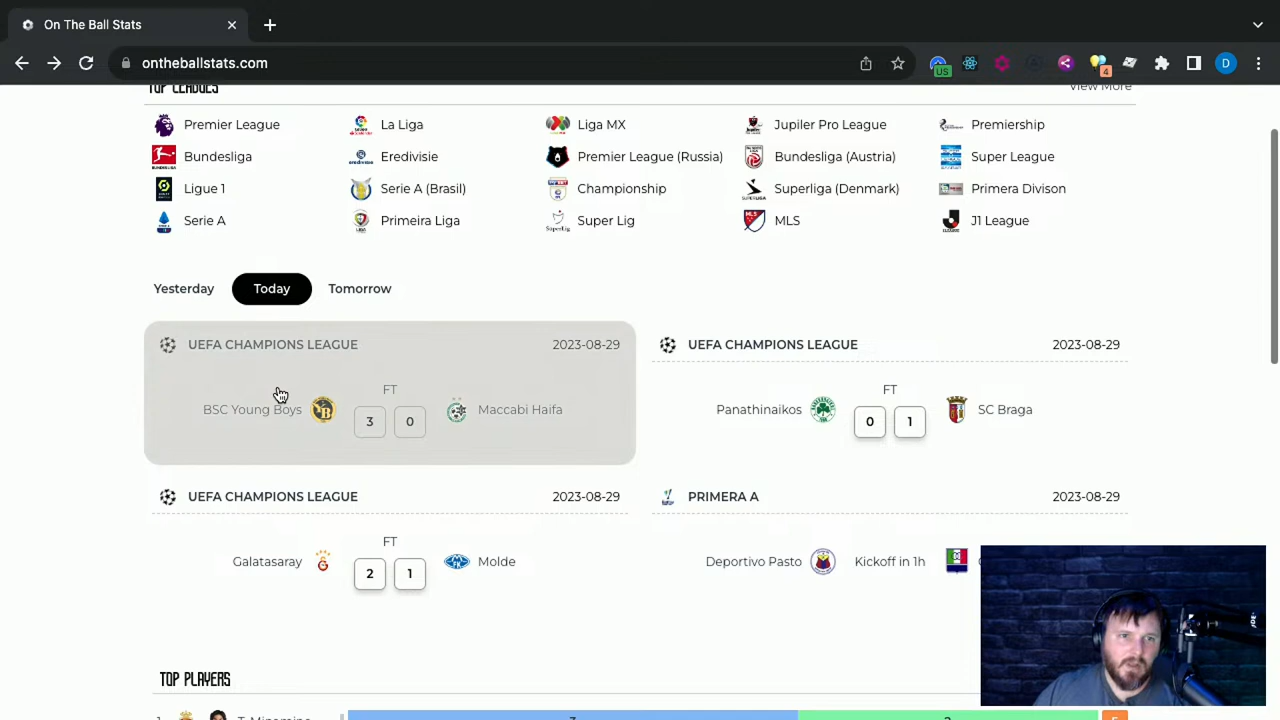 On The Ball Stats
ontheballstats.com
US
4
D
TOP LEAGUES
View More
Premier League
La Liga
Liga MX
Jupiler Pro League
Premiership
Bundesliga
Eredivisie
Premier League (Russia)
Bundesliga (Austria)
Super League
Ligue 1
Serie A (Brasil)
Championship
Superliga (Denmark)
Primera Divison
Serie A
Primeira Liga
Super Lig
MLS
J1 League
Yesterday
Today
Tomorrow
UEFA CHAMPIONS LEAGUE 2023-08-29
FT
BSC Young Boys 3 0 Maccabi Haifa
UEFA CHAMPIONS LEAGUE 2023-08-29
FT
Panathinaikos 0 1 SC Braga
UEFA CHAMPIONS LEAGUE 2023-08-29
FT
Galatasaray 2 1 Molde
PRIMERA A 2023-08-29
Deportivo Pasto Kickoff in 1h
TOP PLAYERS
T. Minamino